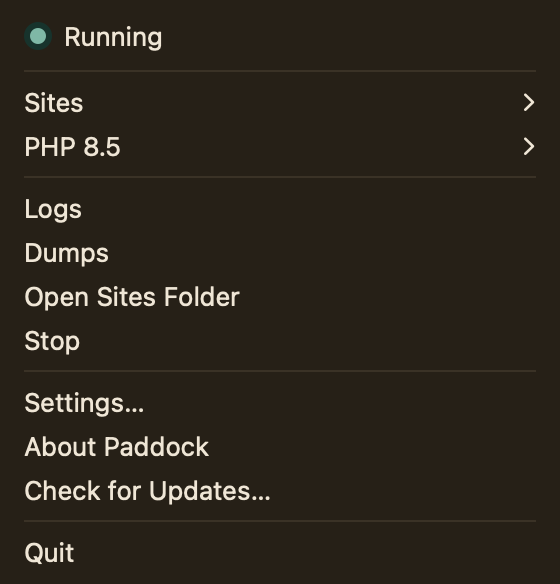 Running
Sites
PHP 8.5
Logs
Dumps
Open Sites Folder
Stop
Settings...
About Paddock
Check for Updates...
Quit